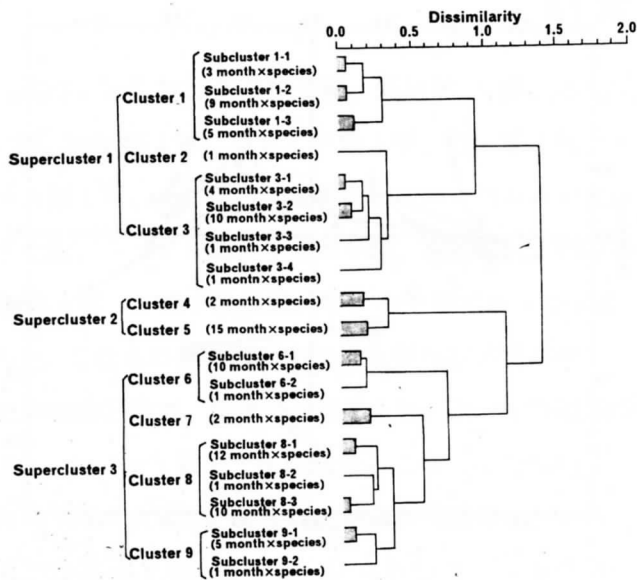 Dissimilarity
0.0 0.5 1.0 1.5 2.0
Subcluster 1-1
(3 month×species)
Cluster 1
Subcluster 1-2
(9 month×species)
Subcluster 1-3
(5 month×species)
Supercluster 1
Cluster 2 (1 month×species)
Subcluster 3-1
(4 month×species)
Subcluster 3-2
(10 month×species)
Cluster 3
Subcluster 3-3
(1 month×species)
Subcluster 3-4
(1 month×species)
Cluster 4 (2 month×species)
Supercluster 2
Cluster 5 (15 month×species)
Subcluster 6-1
(10 month×species)
Cluster 6
Subcluster 6-2
(1 month×species)
Cluster 7 (2 month×species)
Subcluster 8-1
(12 month×species)
Supercluster 3
Cluster 8
Subcluster 8-2
(1 month×species)
Subcluster 8-3
(10 month×species)
Subcluster 9-1
(5 month×species)
Cluster 9
Subcluster 9-2
(1 month×species)